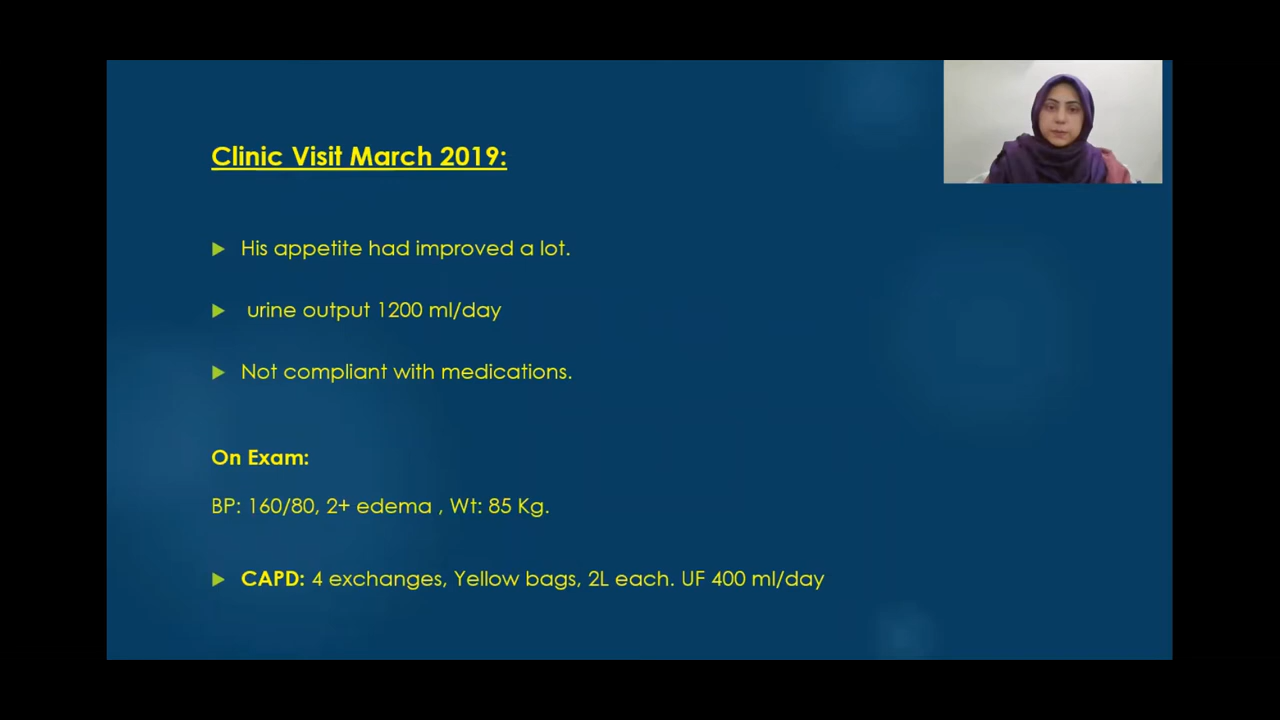 Clinic Visit March 2019:
His appetite had improved a lot.
urine output 1200 ml/day
Not compliant with medications.
On Exam:
BP: 160/80, 2+ edema , Wt: 85 Kg.
CAPD: 4 exchanges, Yellow bags, 2L each. UF 400 ml/day